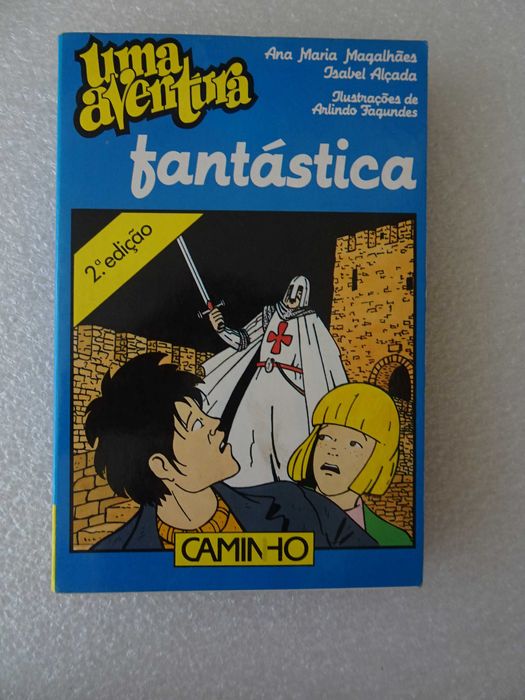 uma
aventura
Ana Maria Magalhães
Isabel Alçada
Ilustrações de
Arlindo Fagundes
fantástica
2.ª edição
CAMINHO